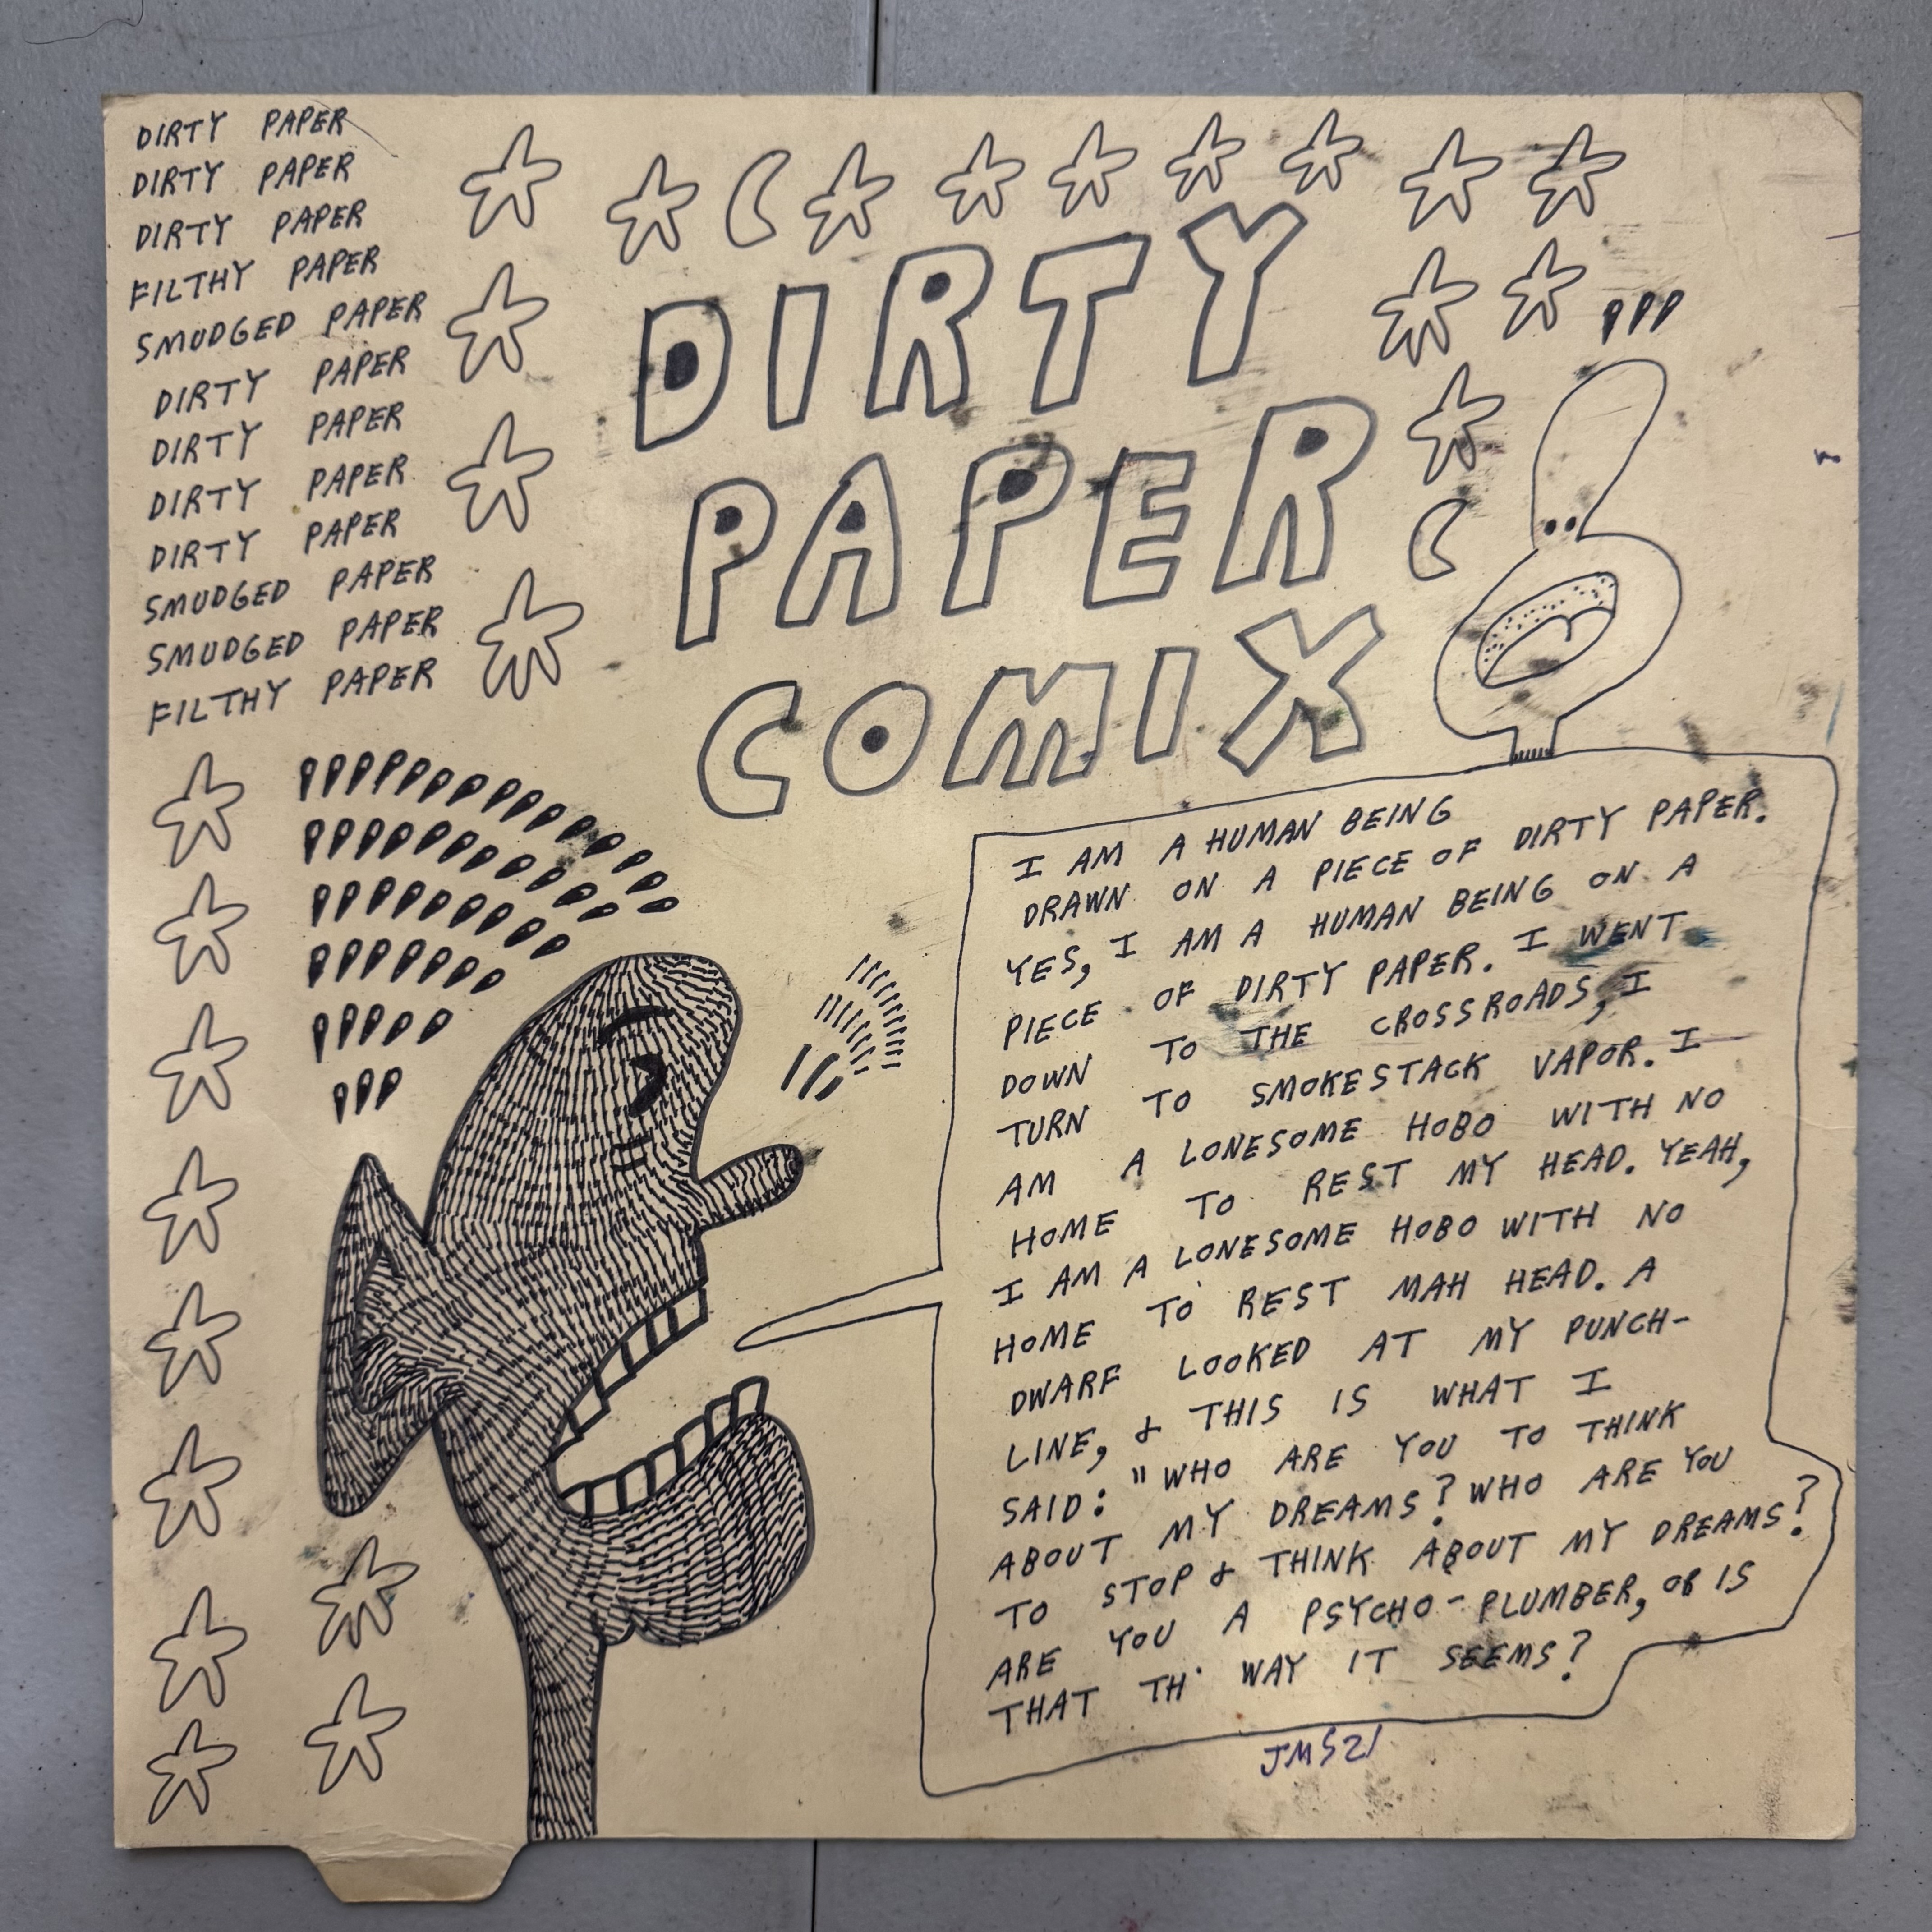 DIRTY PAPER
DIRTY PAPER
DIRTY PAPER
FILTHY PAPER
SMUDGED PAPER
DIRTY PAPER
DIRTY PAPER
DIRTY PAPER
DIRTY PAPER
SMUDGED PAPER
SMUDGED PAPER
FILTHY PAPER
DIRTY
PAPER
COMIX
I AM A HUMAN BEING
DRAWN ON A PIECE OF DIRTY PAPER.
YES, I AM A HUMAN BEING ON A
PIECE OF DIRTY PAPER. I WENT
DOWN TO THE CROSSROADS, I
TURN TO SMOKESTACK VAPOR. I
AM A LONESOME HOBO WITH NO
HOME TO REST MY HEAD. YEAH,
I AM A LONESOME HOBO WITH NO
HOME TO REST MAH HEAD. A
DWARF LOOKED AT MY PUNCH-
LINE, & THIS IS WHAT I
SAID: "WHO ARE YOU TO THINK
ABOUT MY DREAMS? WHO ARE YOU
TO STOP & THINK ABOUT MY DREAMS?
ARE YOU A PSYCHO-PLUMBER, OR IS
THAT TH' WAY IT SEEMS?
JMS21